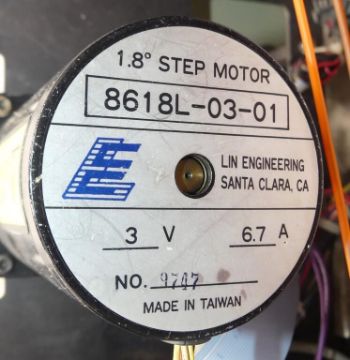 1.8° STEP MOTOR
8618L-03-01
LIN ENGINEERING
SANTA CLARA, CA
3 V 6.7 A
NO. 9747
MADE IN TAIWAN